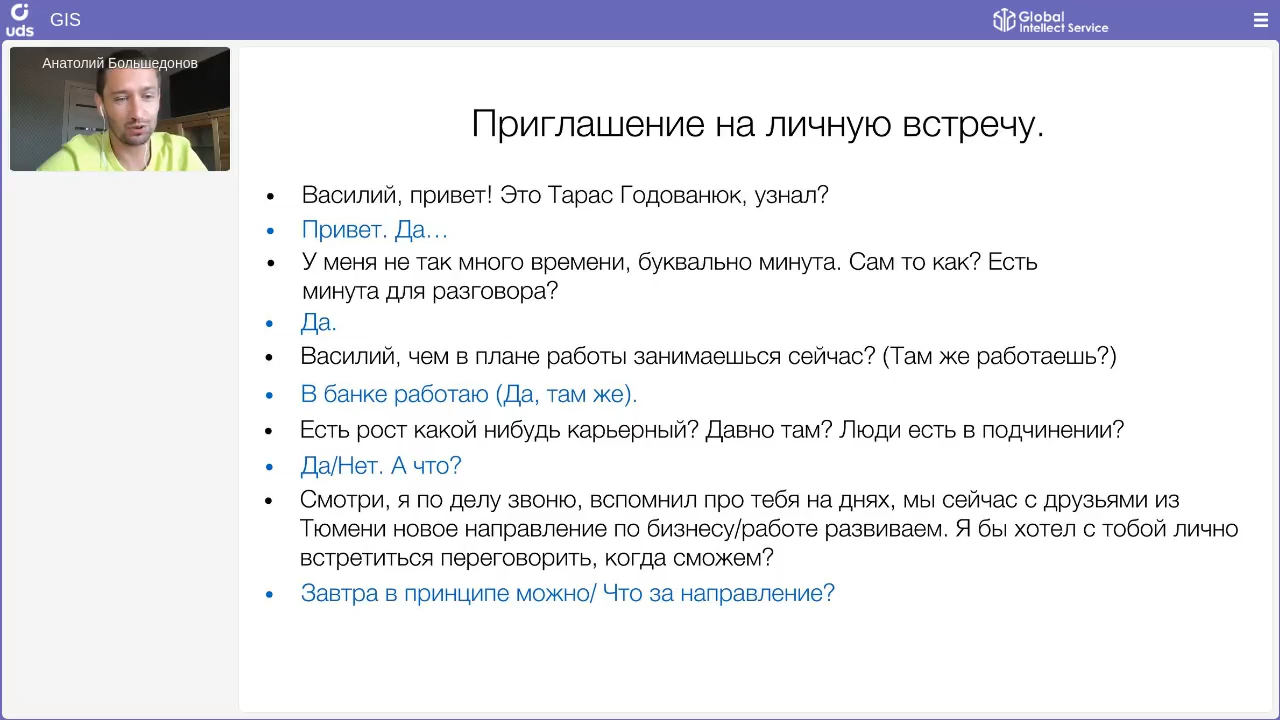 uds
GIS
Global
Intellect Service
Анатолий Большедонов
Приглашение на личную встречу.
Василий, привет! Это Тарас Годованюк, узнал?
Привет. Да…
У меня не так много времени, буквально минута. Сам то как? Есть
минута для разговора?
Да.
Василий, чем в плане работы занимаешься сейчас? (Там же работаешь?)
В банке работаю (Да, там же).
Есть рост какой нибудь карьерный? Давно там? Люди есть в подчинении?
Да/Нет. А что?
Смотри, я по делу звоню, вспомнил про тебя на днях, мы сейчас с друзьями из
Тюмени новое направление по бизнесу/работе развиваем. Я бы хотел с тобой лично
встретиться переговорить, когда сможем?
Завтра в принципе можно/ Что за направление?